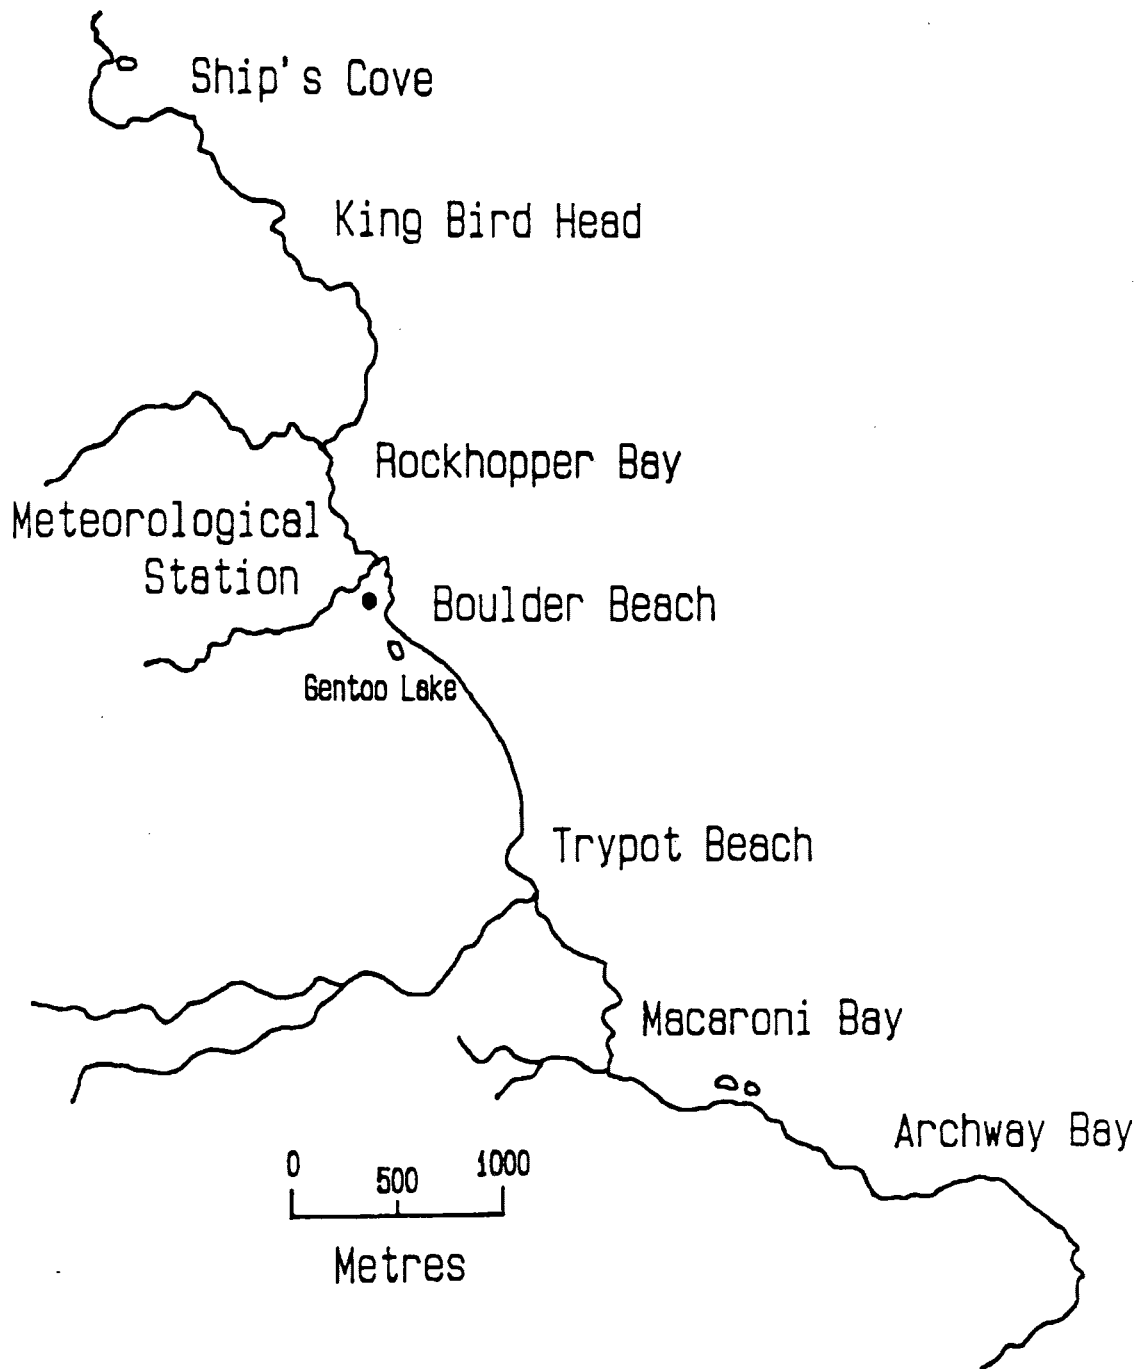 Ship's Cove
King Bird Head
Rockhopper Bay
Meteorological
Station
Boulder Beach
Gentoo Lake
Trypot Beach
Macaroni Bay
Archway Bay
0 500 1000
Metres